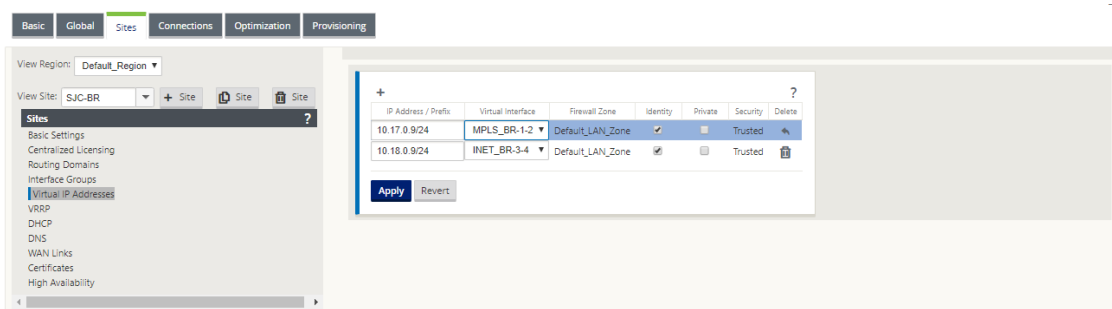 Basic Global Sites Connections Optimization Provisioning
View Region: Default_Region
View Site: SJC-BR + Site Site Site
Sites ?
Basic Settings
Centralized Licensing
Routing Domains
Interface Groups
Virtual IP Addresses
VRRP
DHCP
DNS
WAN Links
Certificates
High Availability
+ ?
IP Address / Prefix Virtual Interface Firewall Zone Identity Private Security Delete
10.17.0.9/24 MPLS_BR-1-2 Default_LAN_Zone Trusted
10.18.0.9/24 INET_BR-3-4 Default_LAN_Zone Trusted
Apply Revert